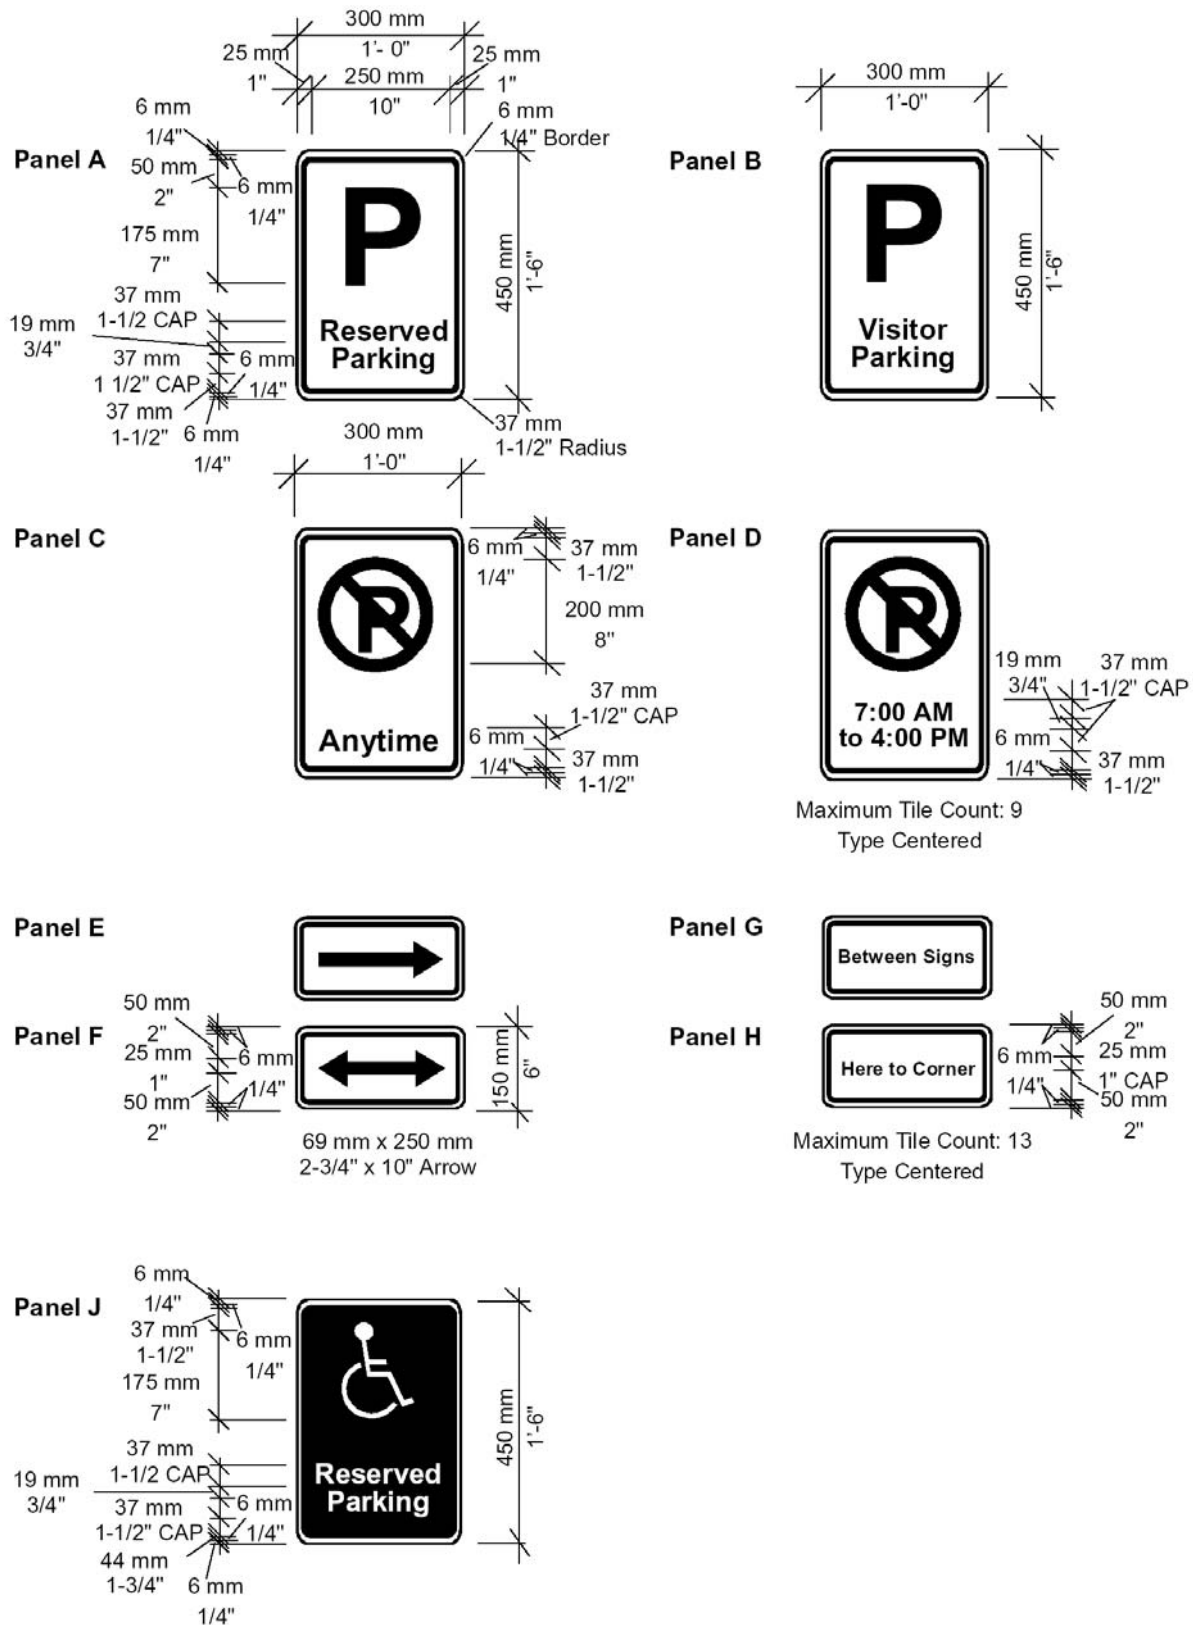 300 mm
1'- 0"
25 mm
1"
250 mm
10"
25 mm
1"
6 mm
1/4" Border
Panel A
6 mm
1/4"
50 mm
2"
6 mm
1/4"
175 mm
7"
37 mm
1-1/2 CAP
19 mm
3/4"
37 mm
1 1/2" CAP
6 mm
1/4"
37 mm
1-1/2"
6 mm
1/4"
P
Reserved
Parking
450 mm
1'-6"
37 mm
1-1/2" Radius
Panel B
300 mm
1'-0"
P
Visitor
Parking
450 mm
1'-6"
Panel C
300 mm
1'-0"
P
Anytime
6 mm
1/4"
37 mm
1-1/2"
200 mm
8"
37 mm
1-1/2" CAP
6 mm
1/4"
37 mm
1-1/2"
Panel D
P
7:00 AM
to 4:00 PM
19 mm
3/4"
37 mm
1-1/2" CAP
6 mm
1/4"
37 mm
1-1/2"
Maximum Tile Count: 9
Type Centered
Panel E
Panel F
50 mm
2"
25 mm
1"
50 mm
2"
6 mm
1/4"
150 mm
6"
69 mm x 250 mm
2-3/4" x 10" Arrow
Panel G
Between Signs
Panel H
Here to Corner
6 mm
1/4"
50 mm
2"
25 mm
1" CAP
50 mm
2"
Maximum Tile Count: 13
Type Centered
Panel J
6 mm
1/4"
37 mm
1-1/2"
6 mm
1/4"
175 mm
7"
37 mm
1-1/2 CAP
19 mm
3/4"
37 mm
1-1/2" CAP
6 mm
1/4"
44 mm
1-3/4"
6 mm
1/4"
Reserved
Parking
450 mm
1'-6"